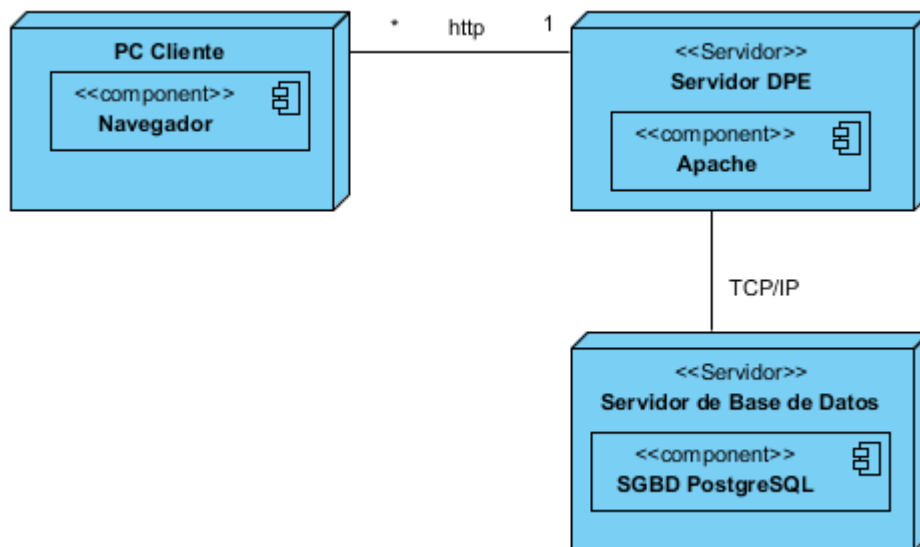 PC Cliente
<<component>>
Navegador
* http 1
<<Servidor>>
Servidor DPE
<<component>>
Apache
TCP/IP
<<Servidor>>
Servidor de Base de Datos
<<component>>
SGBD PostgreSQL